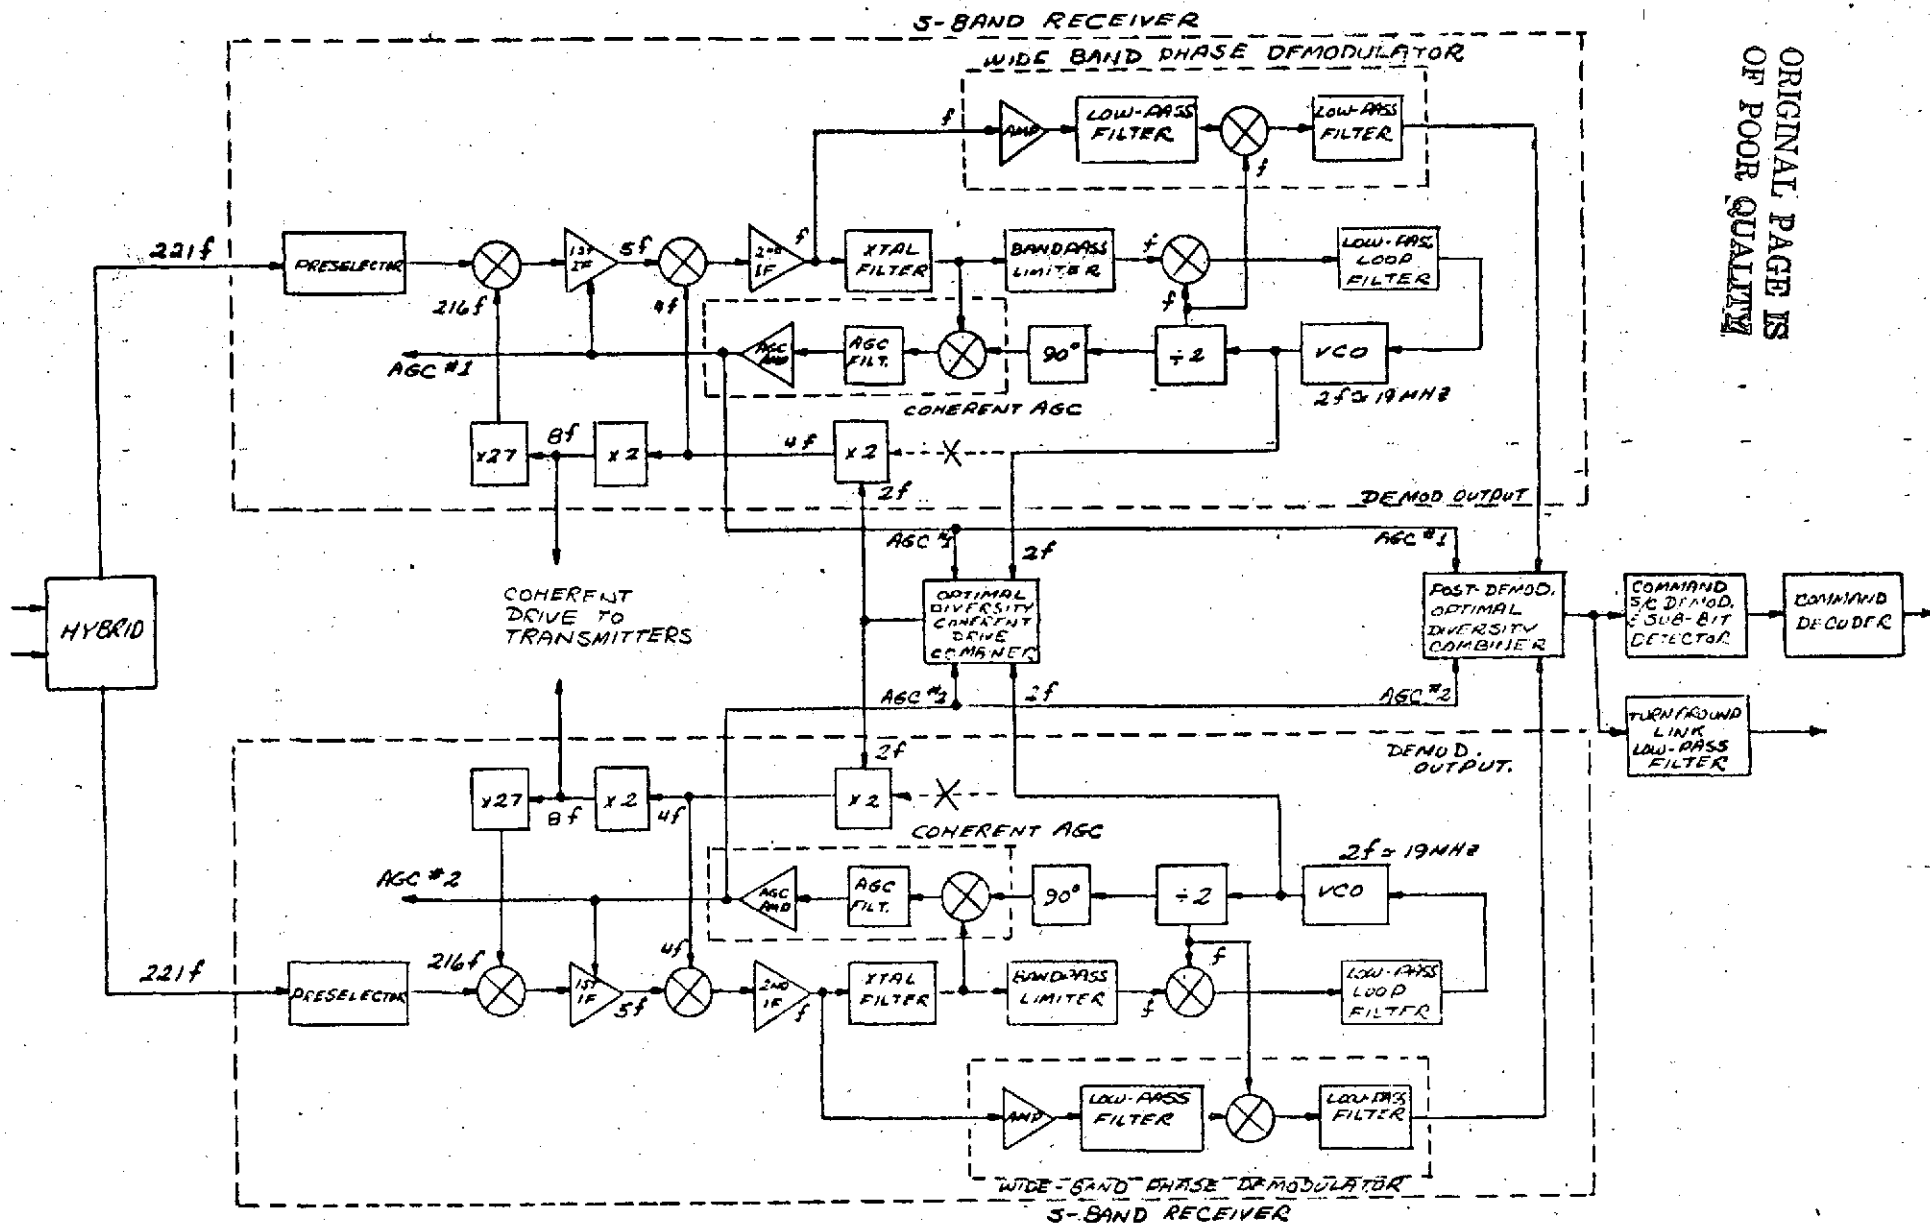 S-BAND RECEIVER
WIDE BAND PHASE DEMODULATOR
ORIGINAL PAGE IS
OF POOR QUALITY
f
AMP
LOW-PASS
FILTER
LOW-PASS
FILTER
f
221f
PRESELECTOR
1ST
IF
5f
2ND
IF
f
XTAL
FILTER
BANDPASS
LIMITER
f
LOW-PASS
LOOP
FILTER
216f
4f
f
AGC #1
AGC
AMP
AGC
FILT.
90°
÷2
VCO
COHERENT AGC
2f ≃ 19 MHZ
x27
8f
x2
4f
x2
2f
DEMOD OUTPUT
AGC #1
2f
AGC #1
HYBRID
COHERENT
DRIVE TO
TRANSMITTERS
OPTIMAL
DIVERSITY
COHERENT
DRIVE
COMBINER
POST-DEMOD.
OPTIMAL
DIVERSITY
COMBINER
COMMAND
S/C DEMOD.
& SUB-BIT
DETECTOR
COMMAND
DECODER
2f
AGC #2
TURNAROUND
LINK
LOW-PASS
FILTER
2f
DEMOD.
OUTPUT.
x27
8f
x2
4f
x2
COHERENT AGC
2f ≃ 19 MHZ
AGC #2
AGC
AMP
AGC
FILT.
90°
÷2
VCO
4f
f
221f
PRESELECTOR
216f
1ST
IF
5f
2ND
IF
f
XTAL
FILTER
BANDPASS
LIMITER
f
LOW-PASS
LOOP
FILTER
AMP
LOW-PASS
FILTER
LOW-PASS
FILTER
WIDE-BAND PHASE DEMODULATOR
S-BAND RECEIVER